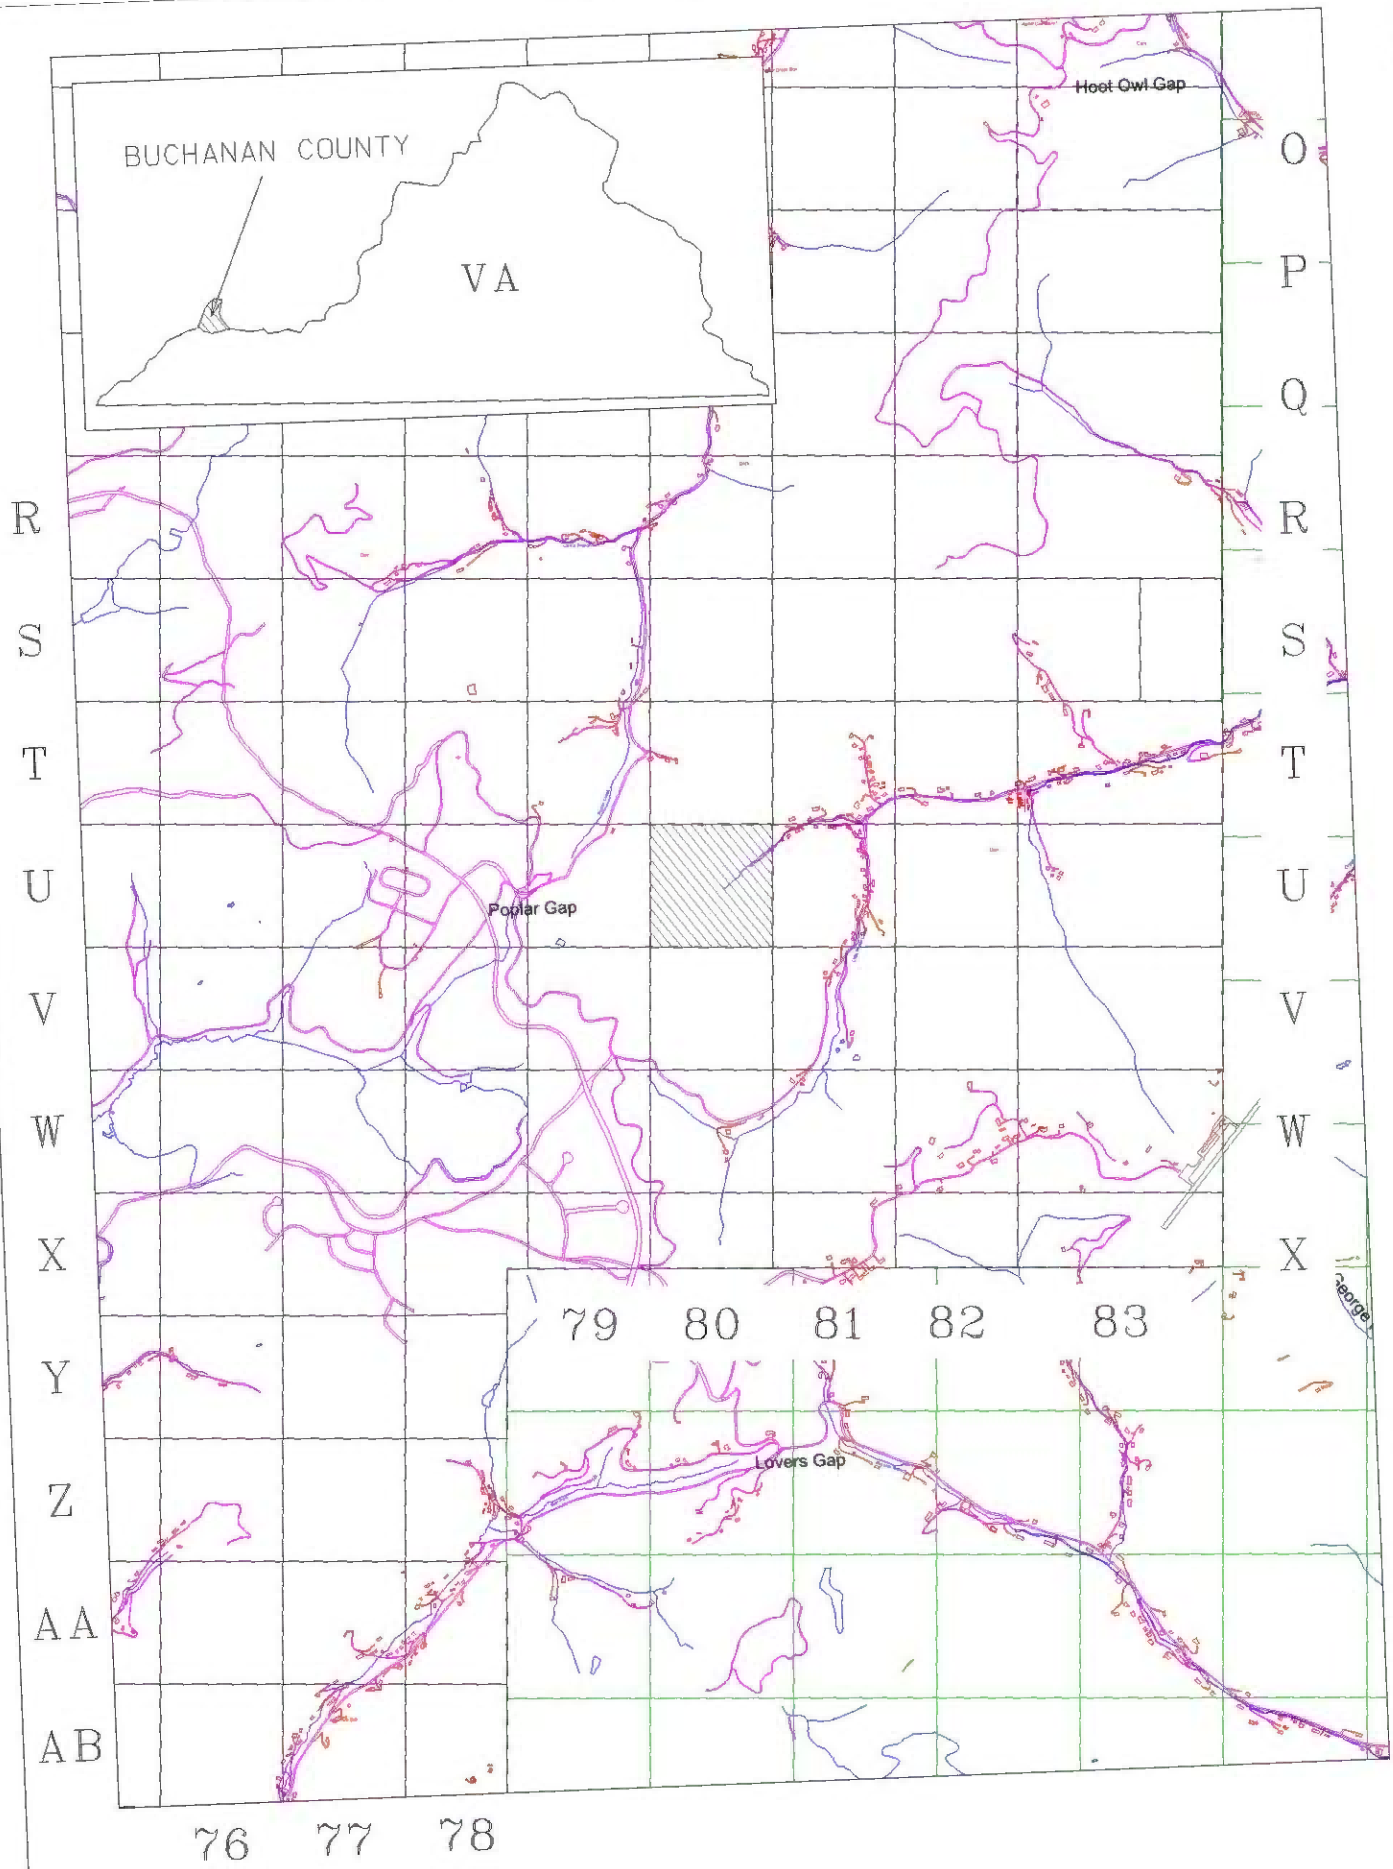 Hoot Owl Gap
BUCHANAN COUNTY
O
VA
P
Q
R
R
S
S
T
T
U
U
Poplar Gap
V
V
W
W
X
X
George
79 80 81 82 83
Y
Lovers Gap
Z
AA
AB
76 77 78